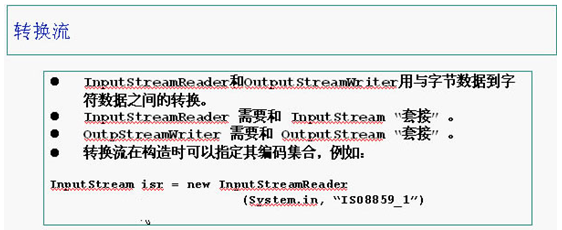 转换流
● InputStreamReader和OutputStreamWriter用与字节数据到字
符数据之间的转换。
● InputStreamReader 需要和 InputStream “套接” 。
● OutpStreamWriter 需要和 OutputStream “套接” 。
● 转换流在构造时可以指定其编码集合，例如：
InputStream isr = new InputStreamReader
(System.in, “ISO8859_1”)